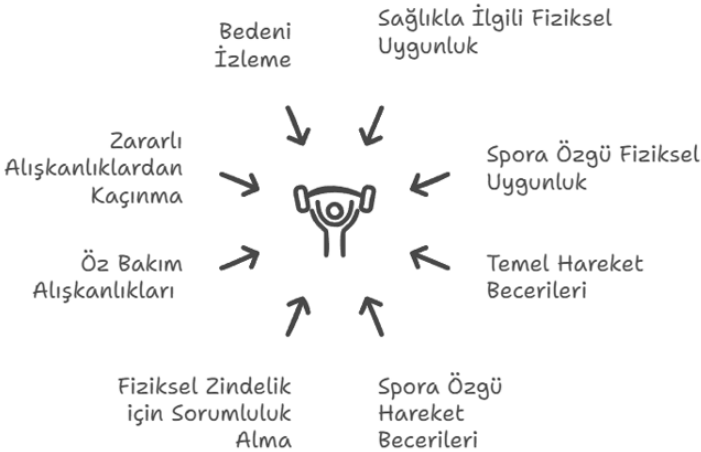 Bedeni
İzleme
Sağlıkla İlgili Fiziksel
Uygunluk
Zararlı
Alışkanlıklardan
Kaçınma
Spora Özgü Fiziksel
Uygunluk
Öz Bakım
Alışkanlıkları
Temel Hareket
Becerileri
Fiziksel Zindelik
için Sorumluluk
Alma
Spora Özgü
Hareket
Becerileri